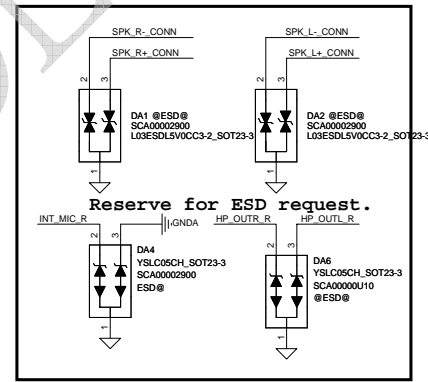 SPK_R-_CONN
SPK_R+_CONN
2
3
DA1 @ESD@
SCA00002900
L03ESDL5V0CC3-2_SOT23-3
1
SPK_L-_CONN
SPK_L+_CONN
2
3
DA2 @ESD@
SCA00002900
L03ESDL5V0CC3-2_SOT23-3
1
Reserve for ESD request.
INT_MIC_R
GNDA
2
3
DA4
YSLC05CH_SOT23-3
SCA00002900
ESD@
1
HP_OUTR_R
HP_OUTL_R
2
3
DA6
YSLC05CH_SOT23-3
SCA00000U10
@ESD@
1